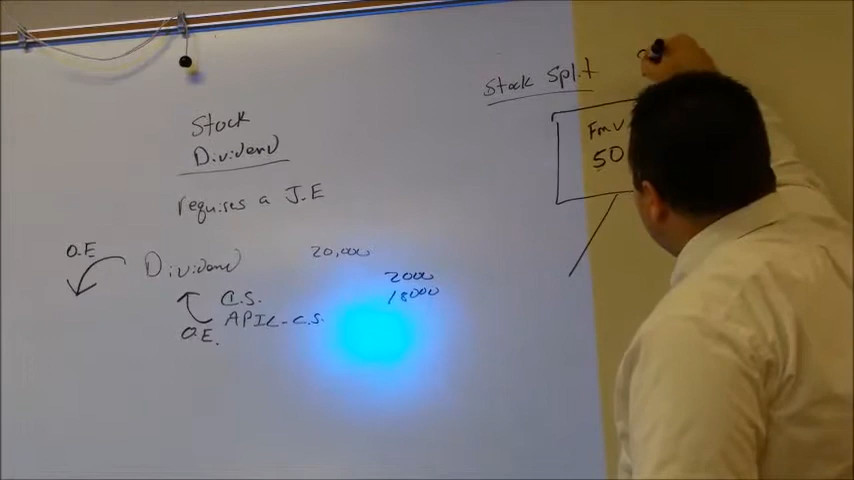 Stock
Dividend
requires a J.E
O.E
Dividend 20,000
C.S. 2000
APIC-C.S. 18000
O.E.
Stock Split
FMV
50